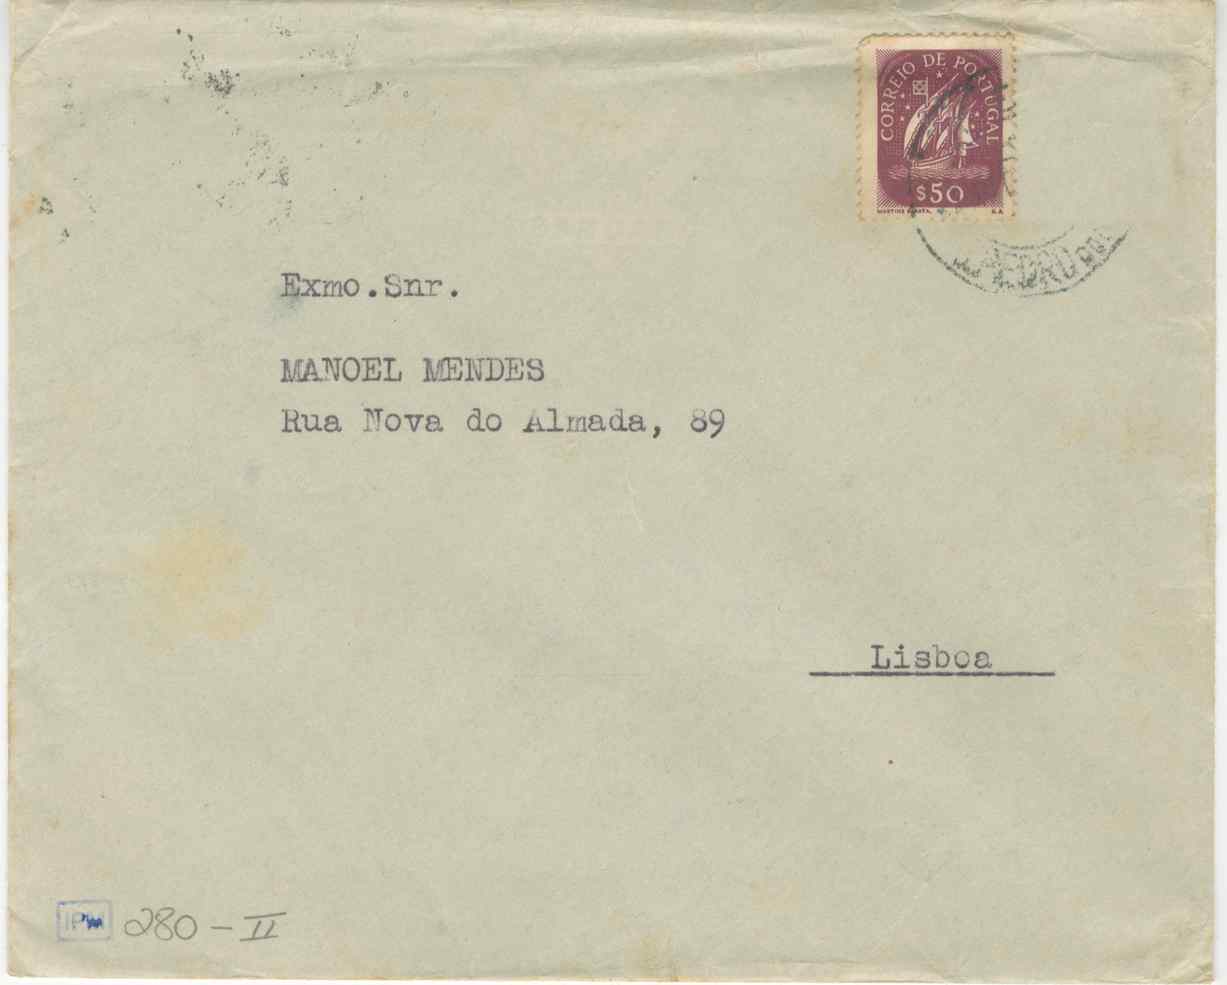 CORREIO DE PORTUGAL
$50
Exmo.Snr.
MANOEL MENDES
Rua Nova do Almada, 89
Lisboa
280-II